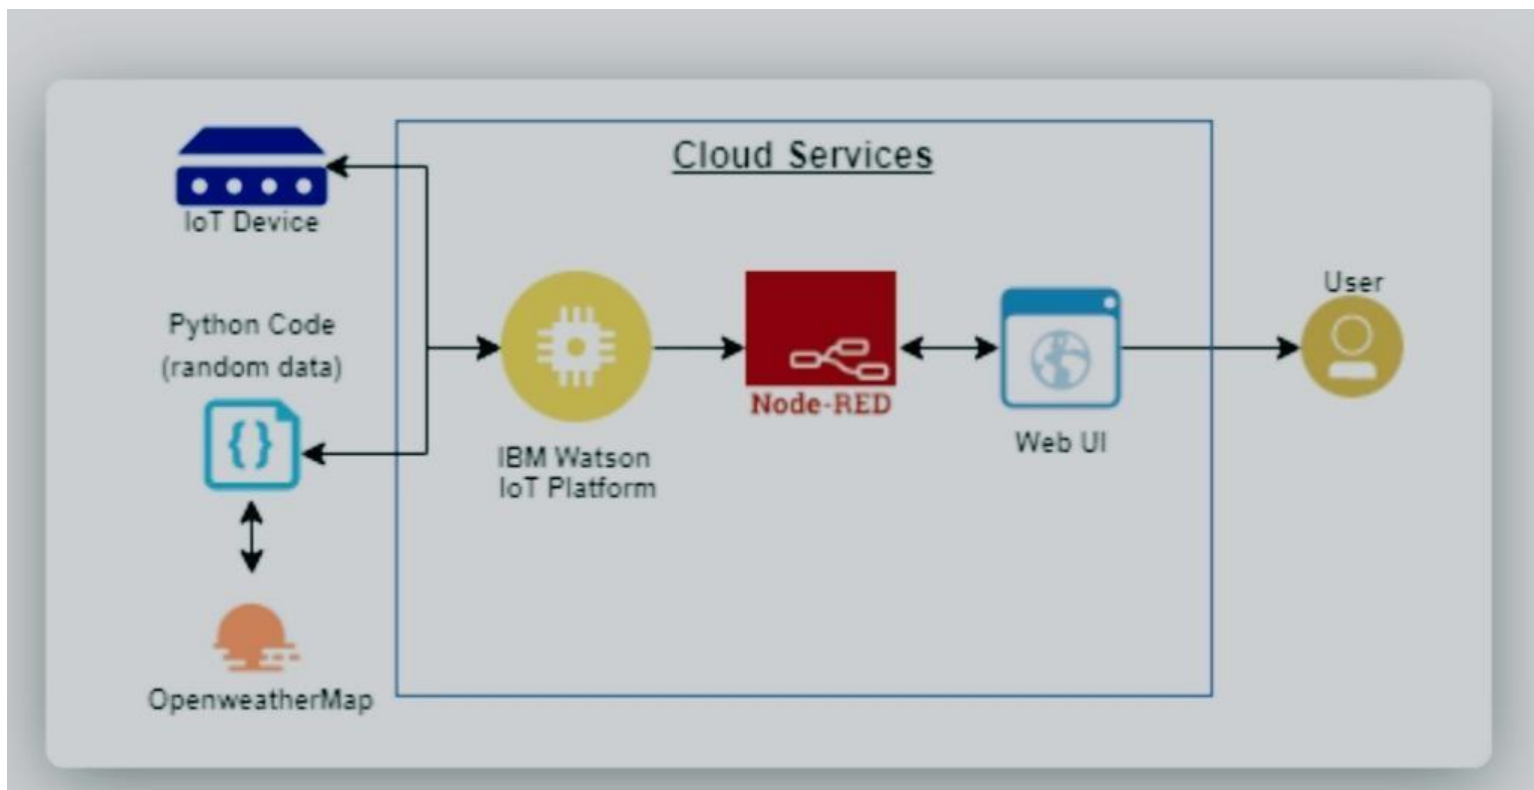 Cloud Services
IoT Device
Python Code
(random data)
{}
OpenweatherMap
IBM Watson
IoT Platform
Node-RED
Web UI
User